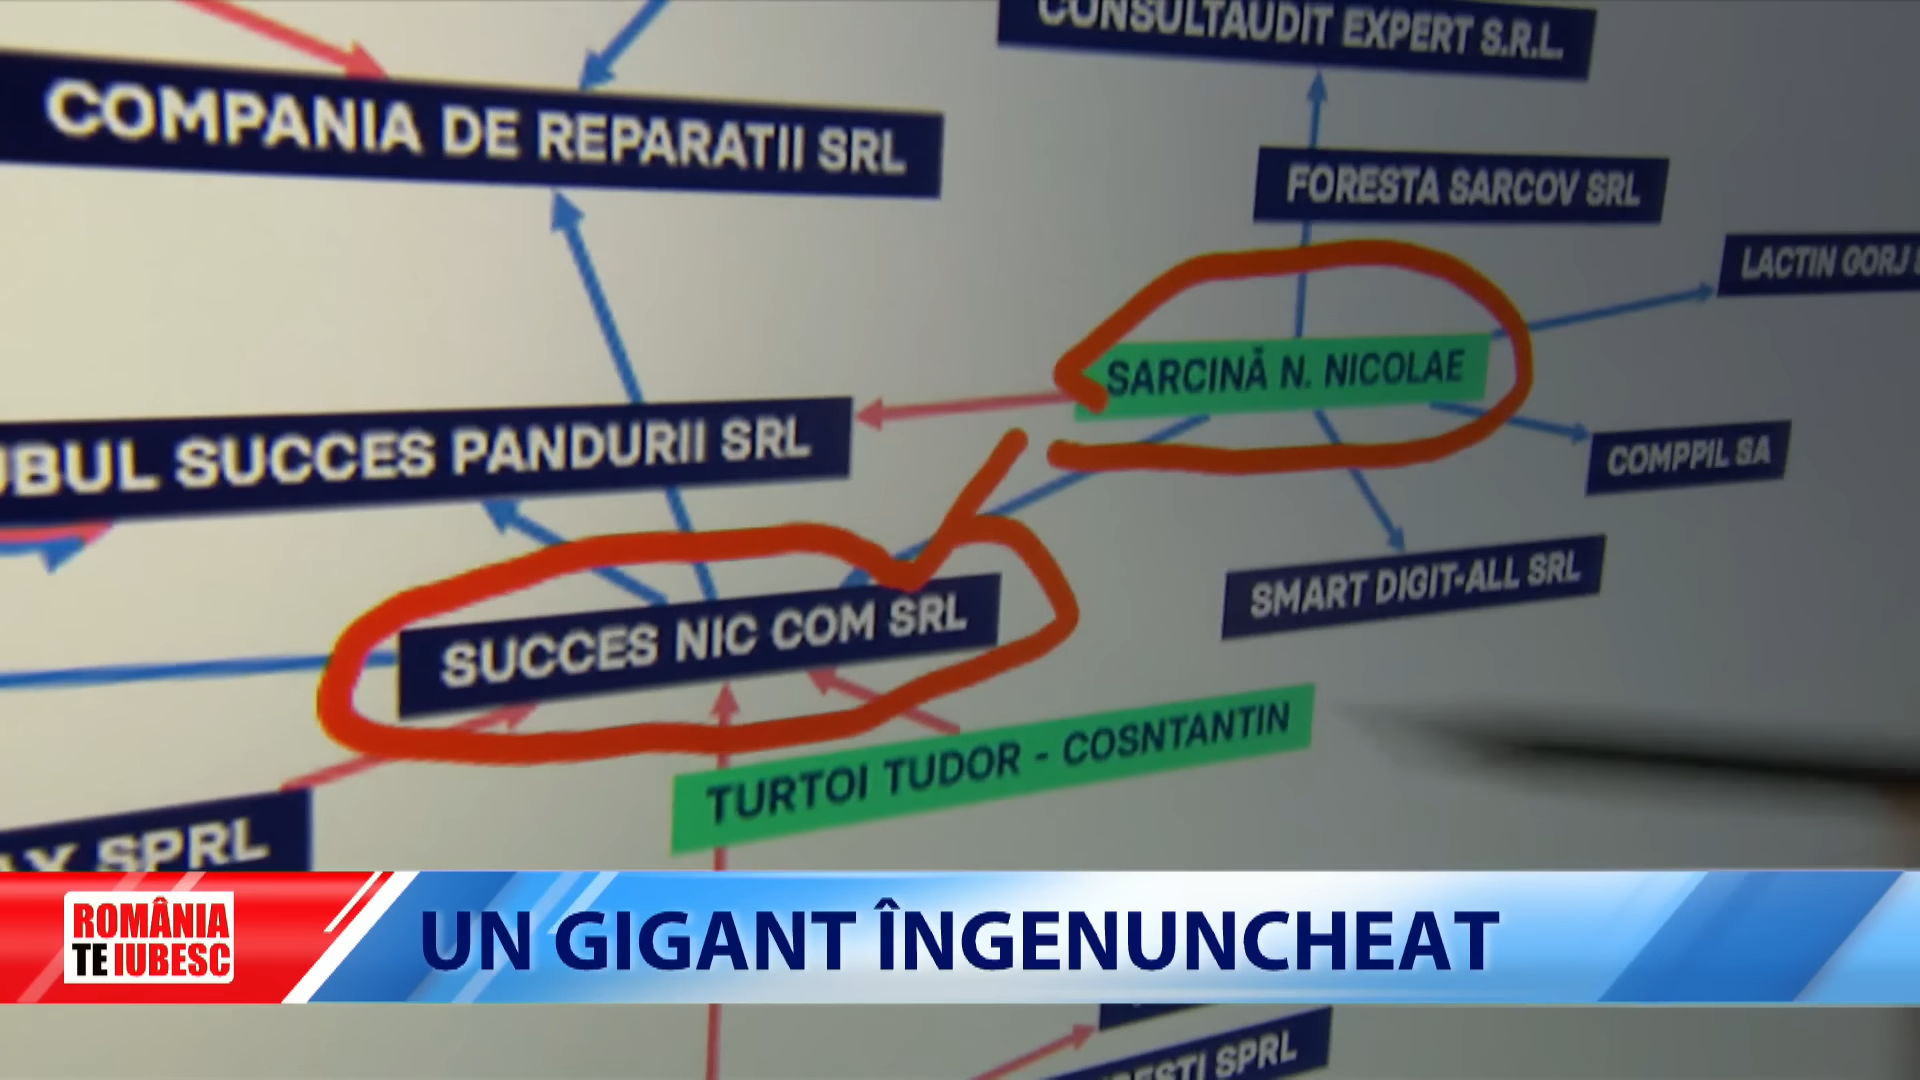 CONSULTAUDIT EXPERT S.R.L.
COMPANIA DE REPARATII SRL
FORESTA SARCOV SRL
LACTIN GORJ
SARCINĂ N. NICOLAE
SUCCES PANDURII SRL
COMPPIL SA
SMART DIGIT-ALL SRL
SUCCES NIC COM SRL
TURTOI TUDOR - COSNTANTIN
SPRL
ROMÂNIA
TE IUBESC
UN GIGANT ÎNGENUNCHEAT
SPRL